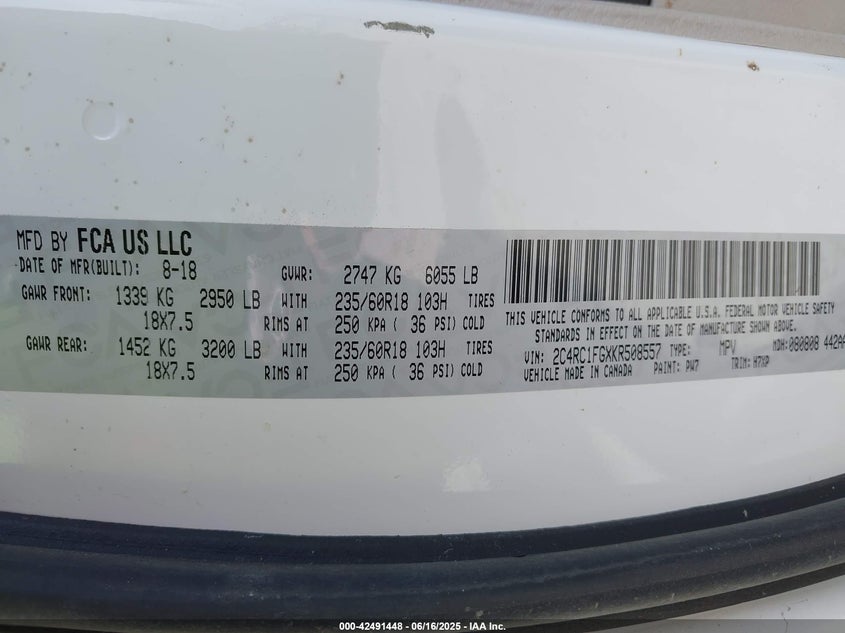 MFD BY FCA US LLC
DATE OF MFR(BUILT): 8-18 GVWR: 2747 KG 6055 LB
GAWR FRONT: 1339 KG 2950 LB WITH 235/60R18 103H TIRES
18X7.5 RIMS AT 250 KPA ( 36 PSI) COLD
GAWR REAR: 1452 KG 3200 LB WITH 235/60R18 103H TIRES
18X7.5 RIMS AT 250 KPA ( 36 PSI) COLD
THIS VEHICLE CONFORMS TO ALL APPLICABLE U.S.A. FEDERAL MOTOR VEHICLE SAFETY
STANDARDS IN EFFECT ON THE DATE OF MANUFACTURE SHOWN ABOVE.
VIN: 2C4RC1FGXKR508557 TYPE: MPV MDH: 080808 442AA
VEHICLE MADE IN CANADA PAINT: PW7 TRIM: H7XP
000-42491448 - 06/16/2025 - IAA Inc.